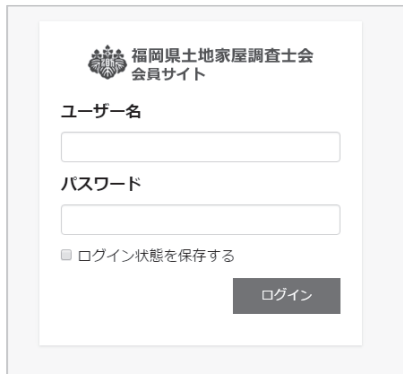 福岡県土地家屋調査士会
会員サイト
ユーザー名
パスワード
ログイン状態を保存する
ログイン